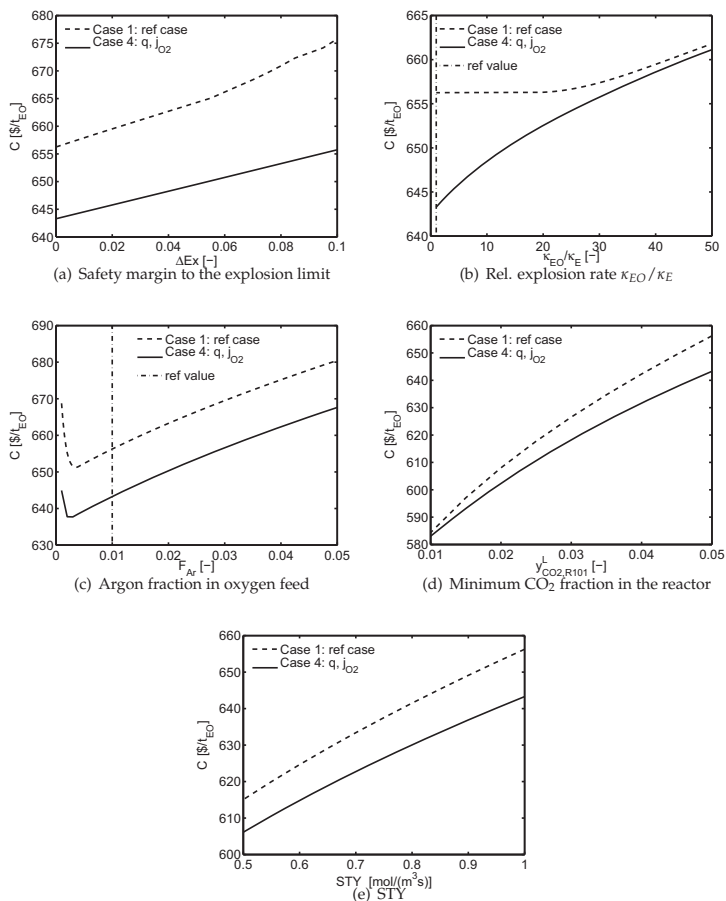 680
675
670
665
660
655
650
645
640
C [$/t_EO]
Case 1: ref case
Case 4: q, j_O2
0 0.02 0.04 0.06 0.08 0.1
ΔEx [−]
(a) Safety margin to the explosion limit
665
660
655
650
645
640
C [$/t_EO]
Case 1: ref case
Case 4: q, j_O2
ref value
0 10 20 30 40 50
κ_EO/κ_E [−]
(b) Rel. explosion rate κ_EO/κ_E
690
680
670
660
650
640
630
C [$/t_EO]
Case 1: ref case
Case 4: q, j_O2
ref value
0 0.01 0.02 0.03 0.04 0.05
F_Ar [−]
(c) Argon fraction in oxygen feed
660
650
640
630
620
610
600
590
580
C [$/t_EO]
Case 1: ref case
Case 4: q, j_O2
0.01 0.02 0.03 0.04 0.05
y^L_CO2,R101 [−]
(d) Minimum CO₂ fraction in the reactor
660
650
640
630
620
610
600
C [$/t_EO]
Case 1: ref case
Case 4: q, j_O2
0.5 0.6 0.7 0.8 0.9 1
STY [mol/(m³s)]
(e) STY